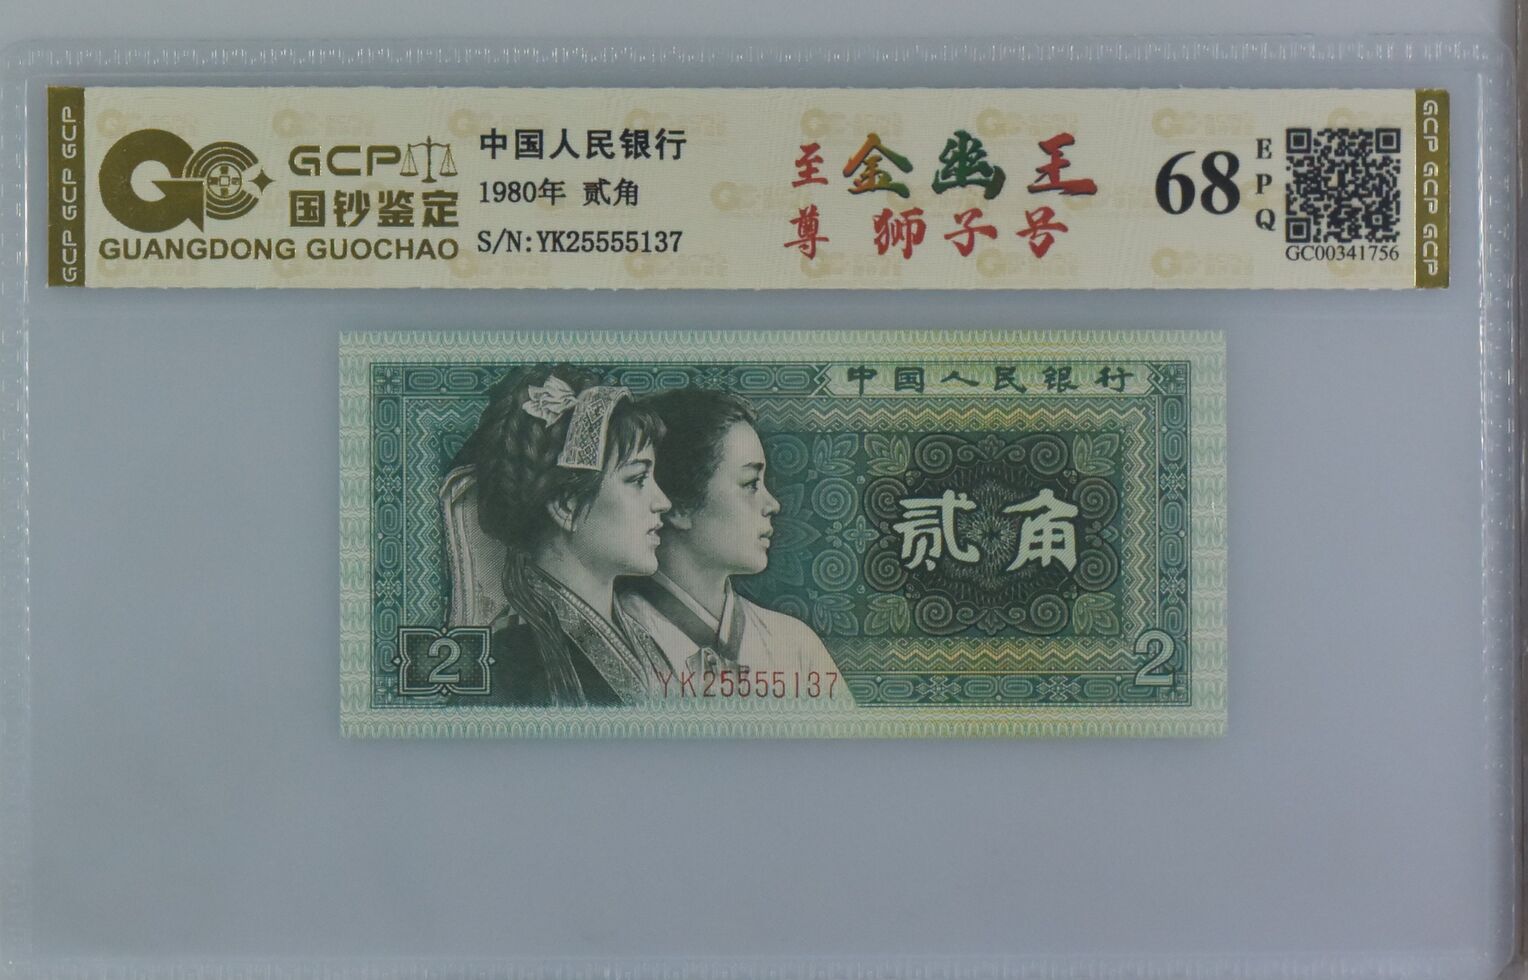 GCP GCP GCP
GCP
国钞鉴定
GUANGDONG GUOCHAO
中国人民银行
1980年 贰角
S/N:YK25555137
至尊
金幽王
狮子号
68
EPQ
GC00341756
GCP GCP GCP
中国人民银行
贰角
2
YK25555137
2